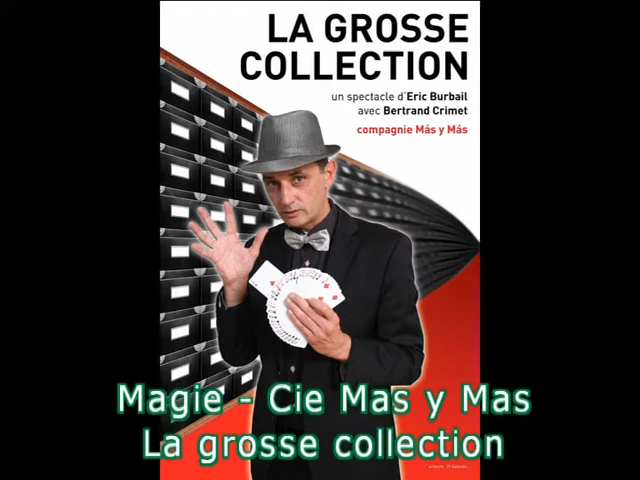 LA GROSSE
COLLECTION
un spectacle d'Eric Burbail
avec Bertrand Crimet
compagnie Más y Más
Magie - Cie Mas y Mas
La grosse collection